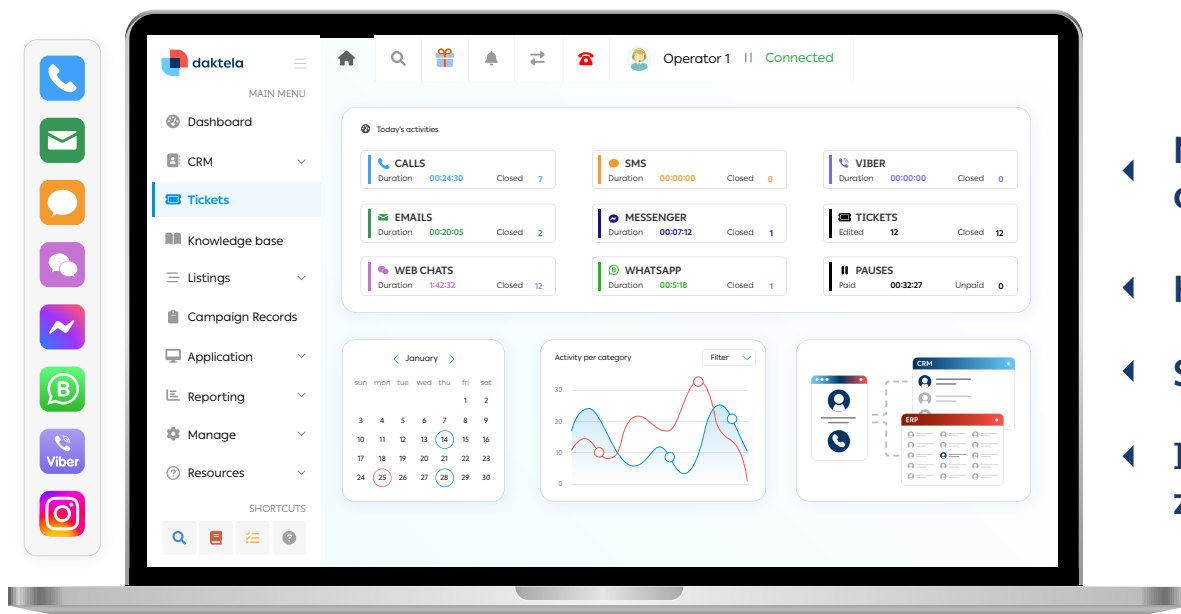 daktela
Operator 1
Connected
MAIN MENU
Dashboard
CRM
Tickets
Knowledge base
Listings
Campaign Records
Application
Reporting
Manage
Resources
SHORTCUTS
Viber
Today's activities
CALLS
Duration 00:24:30 Closed 7
SMS
Duration 00:00:00 Closed 0
VIBER
Duration 00:00:00 Closed 0
EMAILS
Duration 00:20:05 Closed 2
MESSENGER
Duration 00:07:12 Closed 1
TICKETS
Edited 12 Closed 12
WEB CHATS
Duration 1:42:32 Closed 12
WHATSAPP
Duration 00:5:18 Closed 1
PAUSES
Paid 00:32:27 Unpaid 0
January
sun mon tue wed thu fri sat
1 2
3 4 5 6 7 8 9
10 11 12 13 14 15 16
17 18 19 20 21 22 23
24 25 26 27 28 29 30
Activity per category
Filter
30
20
10
0
CRM
ERP